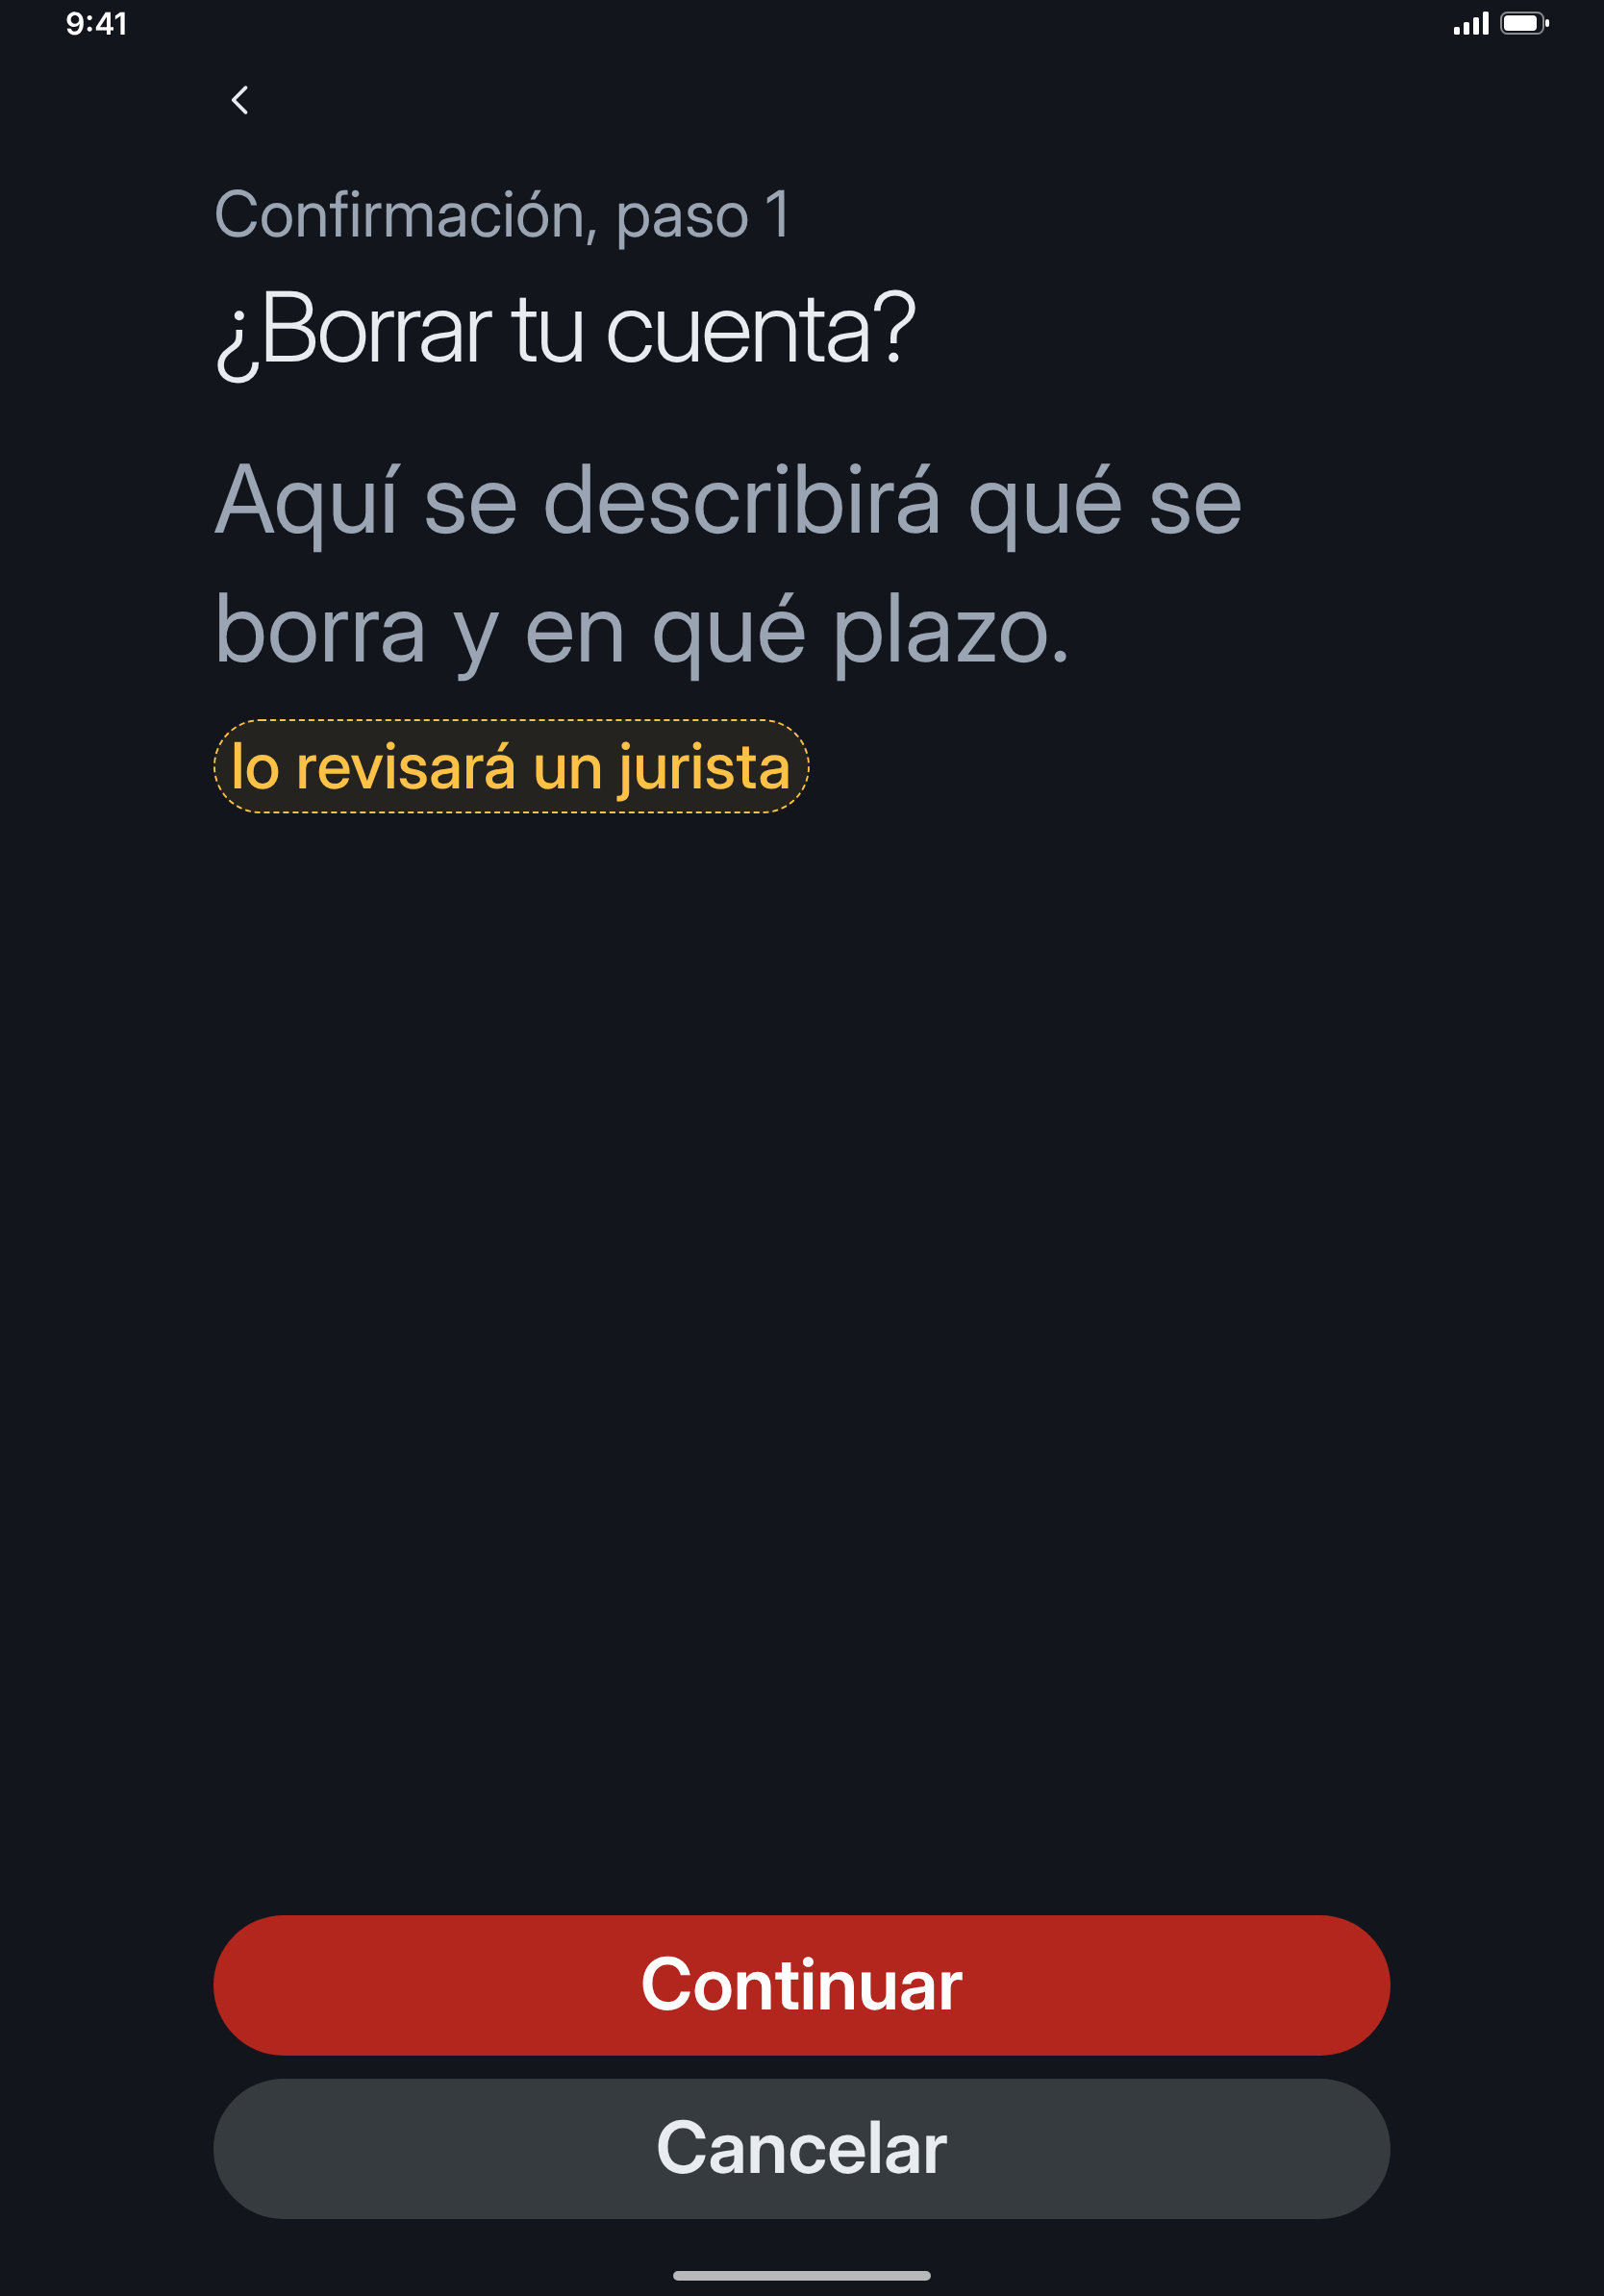 9:41
Confirmación, paso 1
¿Borrar tu cuenta?
Aquí se describirá qué se
borra y en qué plazo.
lo revisará un jurista
Continuar
Cancelar